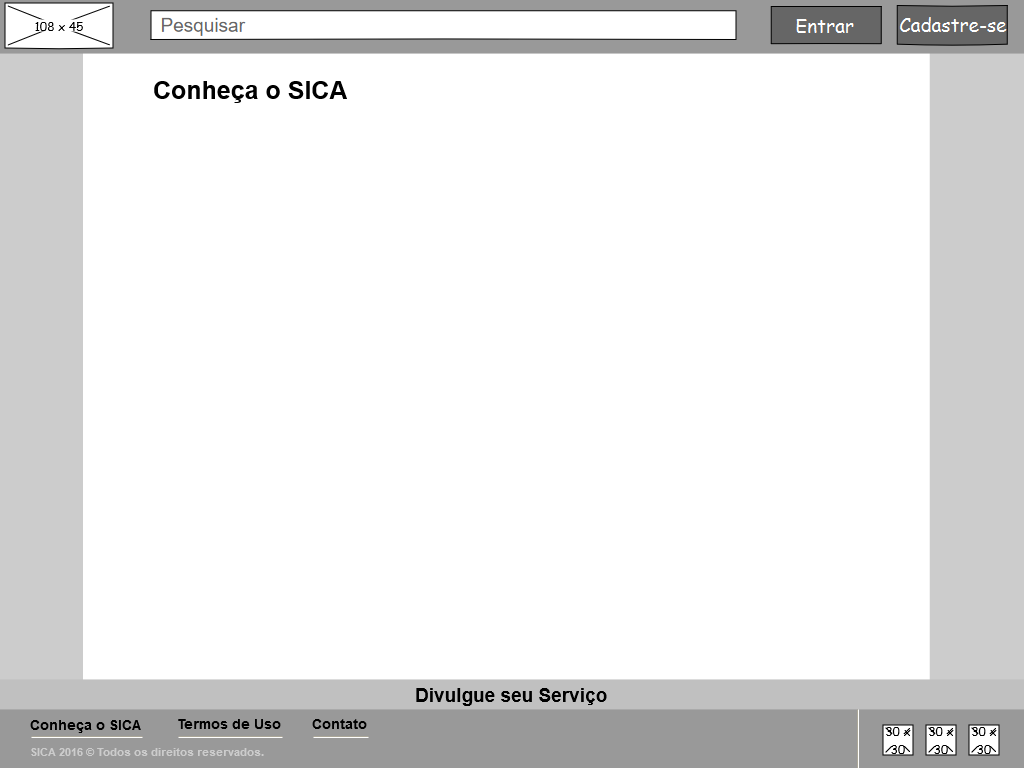 108 x 45
Pesquisar
Entrar
Cadastre-se
Conheça o SICA
Divulgue seu Serviço
Conheça o SICA
Termos de Uso
Contato
SICA 2016 © Todos os direitos reservados.
30 x
30
30 x
30
30 x
30